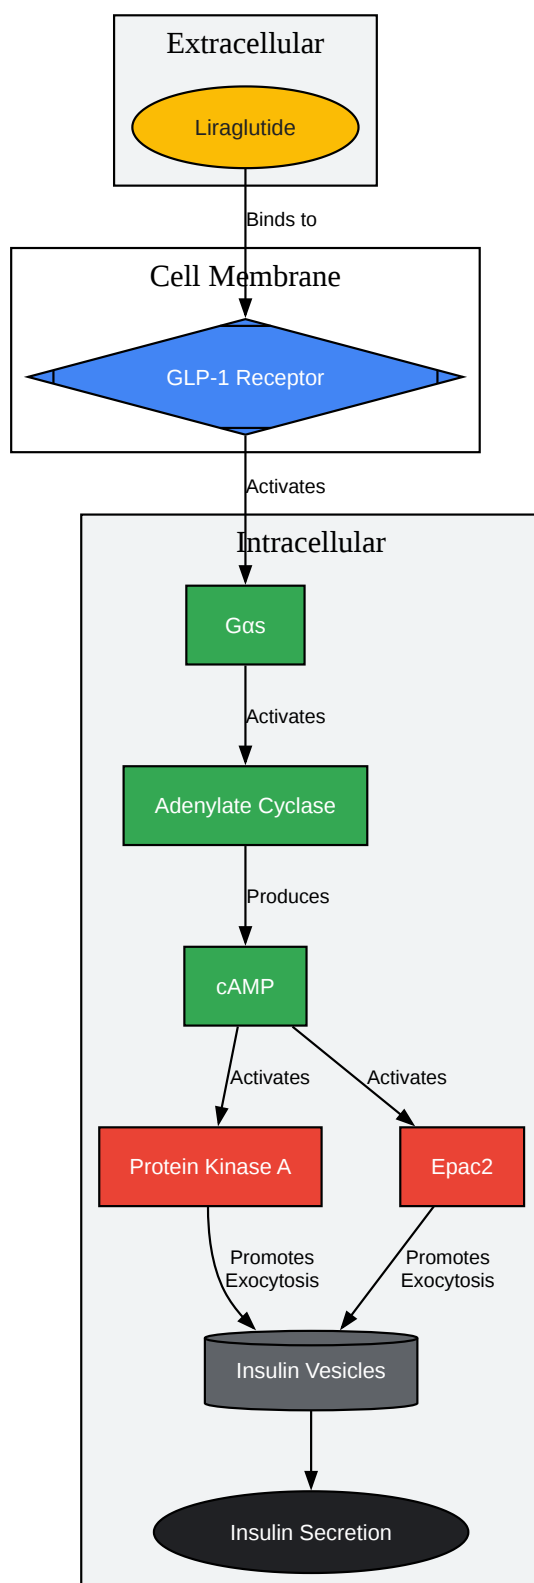 Extracellular
Liraglutide
Binds to
Cell Membrane
GLP-1 Receptor
Activates
Intracellular
Gαs
Activates
Adenylate Cyclase
Produces
cAMP
Activates
Activates
Protein Kinase A
Epac2
Promotes
Exocytosis
Promotes
Exocytosis
Insulin Vesicles
Insulin Secretion